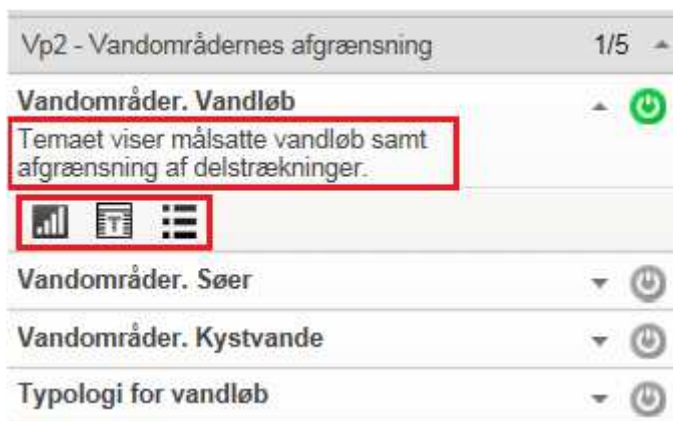 Vp2 - Vandområdernes afgrænsning 1/5
Vandområder. Vandløb
Temaet viser målsatte vandløb samt
afgrænsning af delstrækninger.
T
Vandområder. Søer
Vandområder. Kystvande
Typologi for vandløb